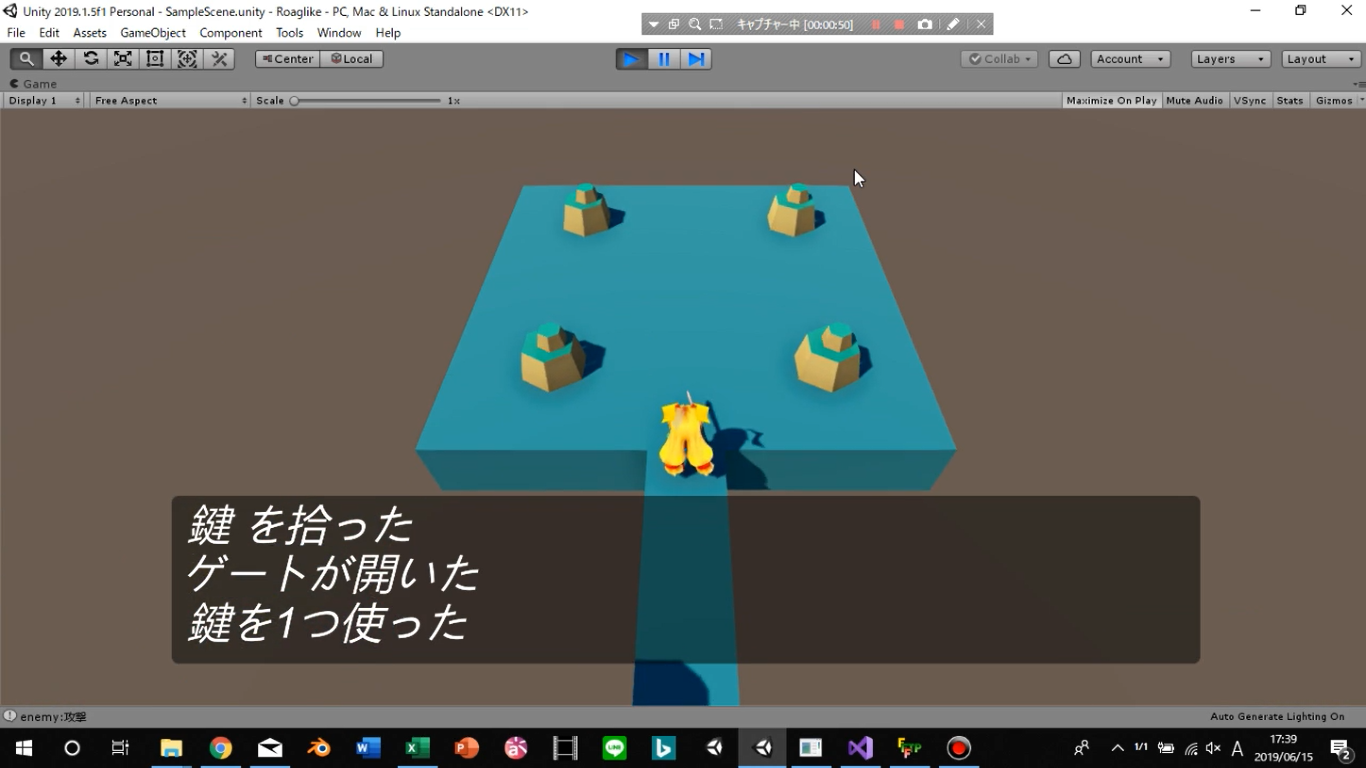 Unity 2019.1.5f1 Personal - SampleScene.unity - Roaglike - PC, Mac & Linux Standalone <DX11>
キャプチャー中 [00:00:50]
File Edit Assets GameObject Component Tools Window Help
Center Local Collab Account Layers Layout
Game
Display 1 Free Aspect Scale 1x Maximize On Play Mute Audio VSync Stats Gizmos
鍵 を拾った
ゲートが開いた
鍵を1つ使った
enemy:攻撃 Auto Generate Lighting On
1/1 A 17:39
2019/06/15 2